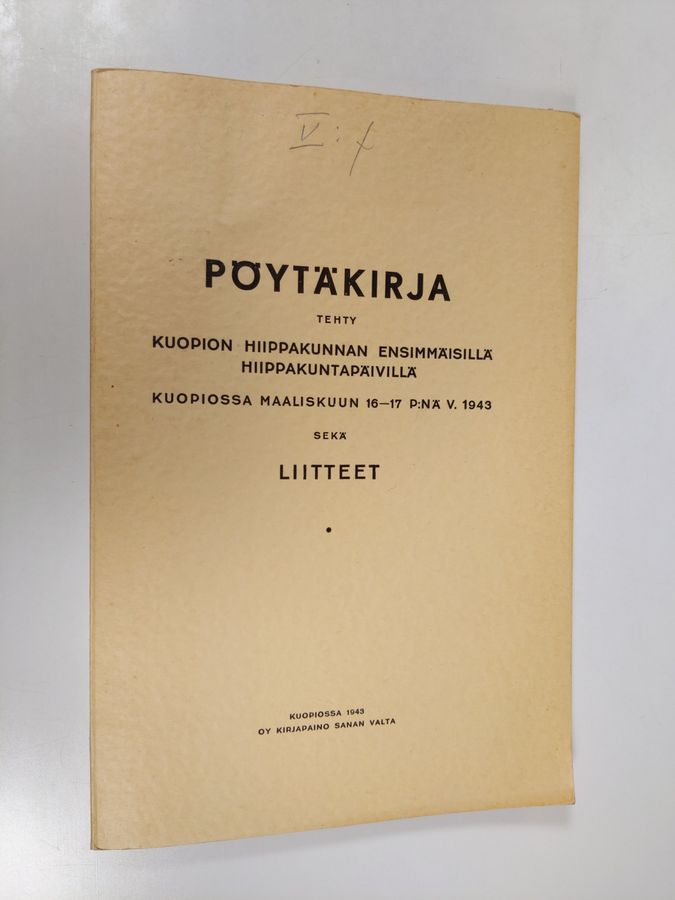 V: 7
PÖYTÄKIRJA
TEHTY
KUOPION HIIPPAKUNNAN ENSIMMÄISILLÄ
HIIPPAKUNTAPÄIVILLÄ
KUOPIOSSA MAALISKUUN 16—17 P:NÄ V. 1943
SEKÄ
LIITTEET
KUOPIOSSA 1943
OY KIRJAPAINO SANAN VALTA